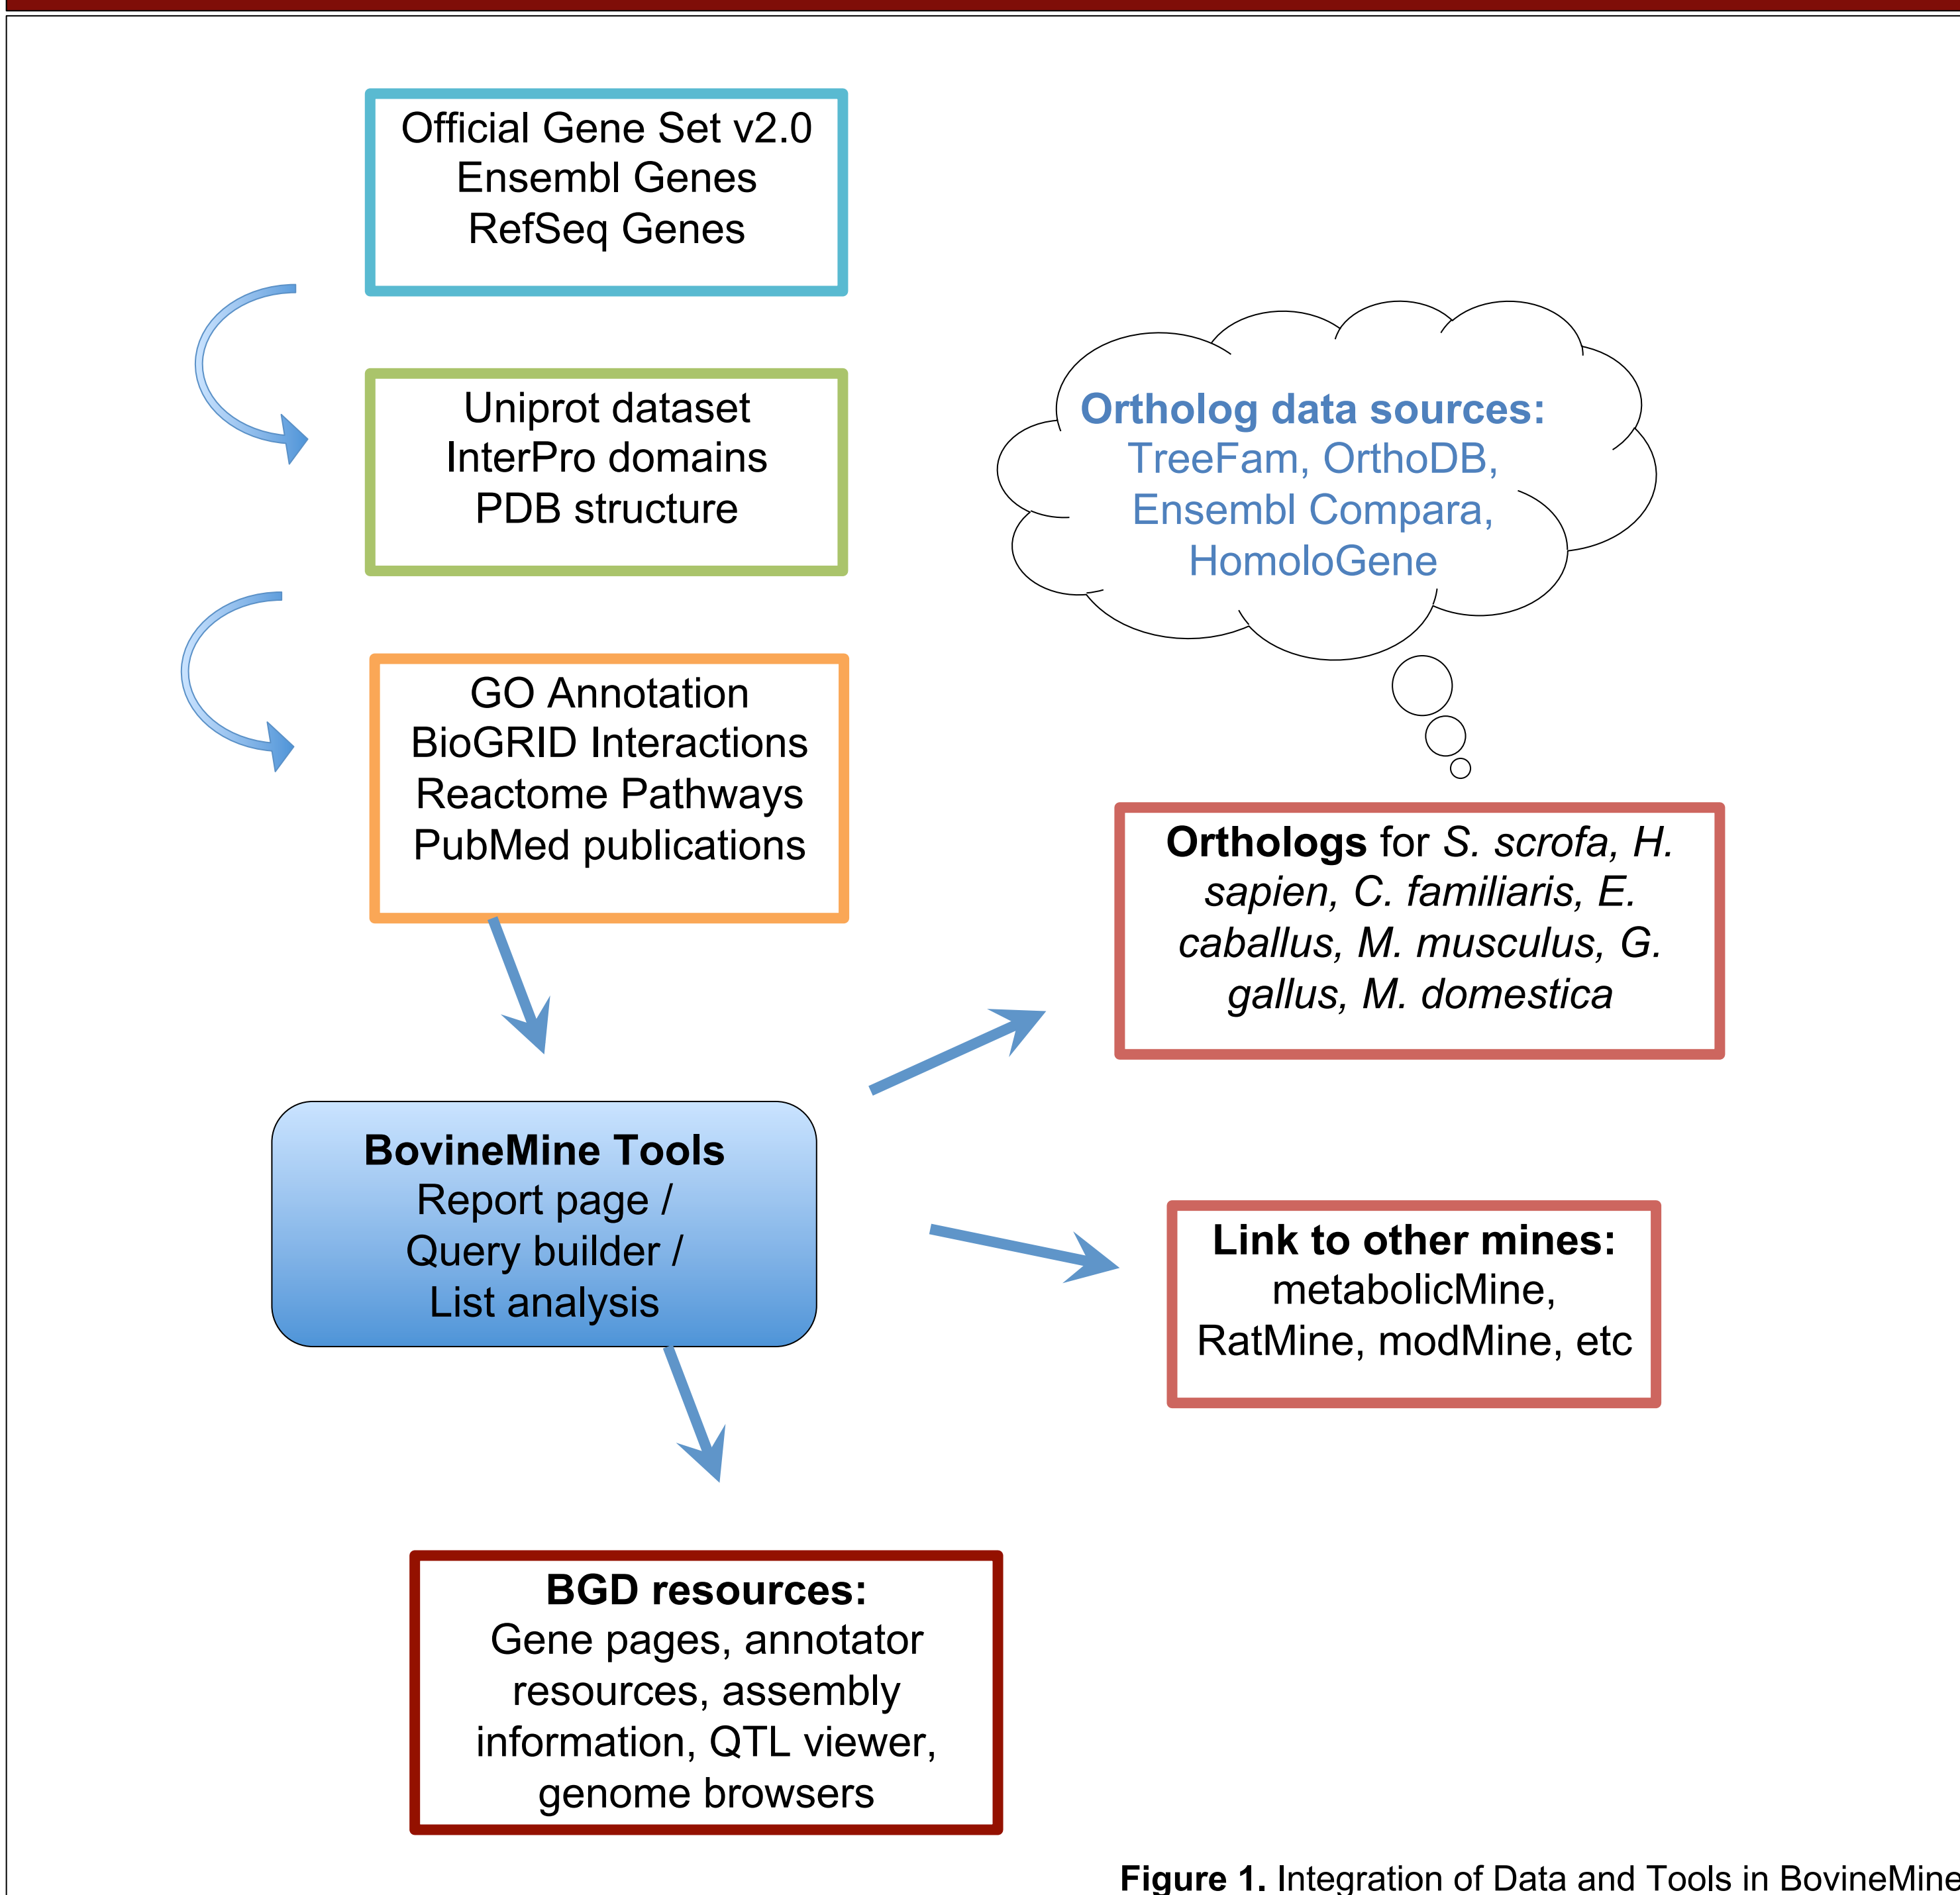 Official Gene Set v2.0
Ensembl Genes
RefSeq Genes
Uniprot dataset
InterPro domains
PDB structure
GO Annotation
BioGRID Interactions
Reactome Pathways
PubMed publications
Ortholog data sources:
TreeFam, OrthoDB,
Ensembl Compara,
HomoloGene
Orthologs for S. scrofa, H.
sapien, C. familiaris, E.
caballus, M. musculus, G.
gallus, M. domestica
BovineMine Tools
Report page /
Query builder /
List analysis
Link to other mines:
metabolicMine,
RatMine, modMine, etc
BGD resources:
Gene pages, annotator
resources, assembly
information, QTL viewer,
genome browsers
Figure 1. Integration of Data and Tools in BovineMine